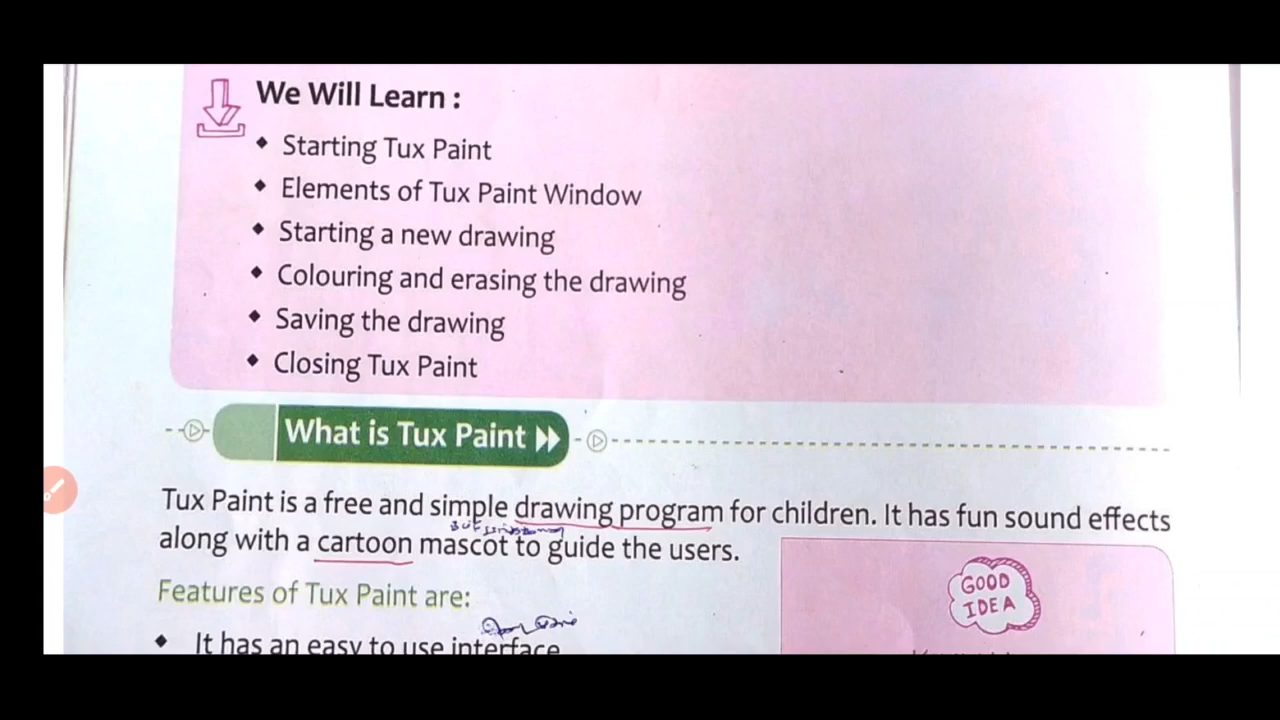 We Will Learn :
◆ Starting Tux Paint
◆ Elements of Tux Paint Window
◆ Starting a new drawing
◆ Colouring and erasing the drawing
◆ Saving the drawing
◆ Closing Tux Paint
What is Tux Paint
Tux Paint is a free and simple drawing program for children. It has fun sound effects
along with a cartoon mascot to guide the users.
Features of Tux Paint are:
◆ It has an easy to use interface
GOOD
IDEA